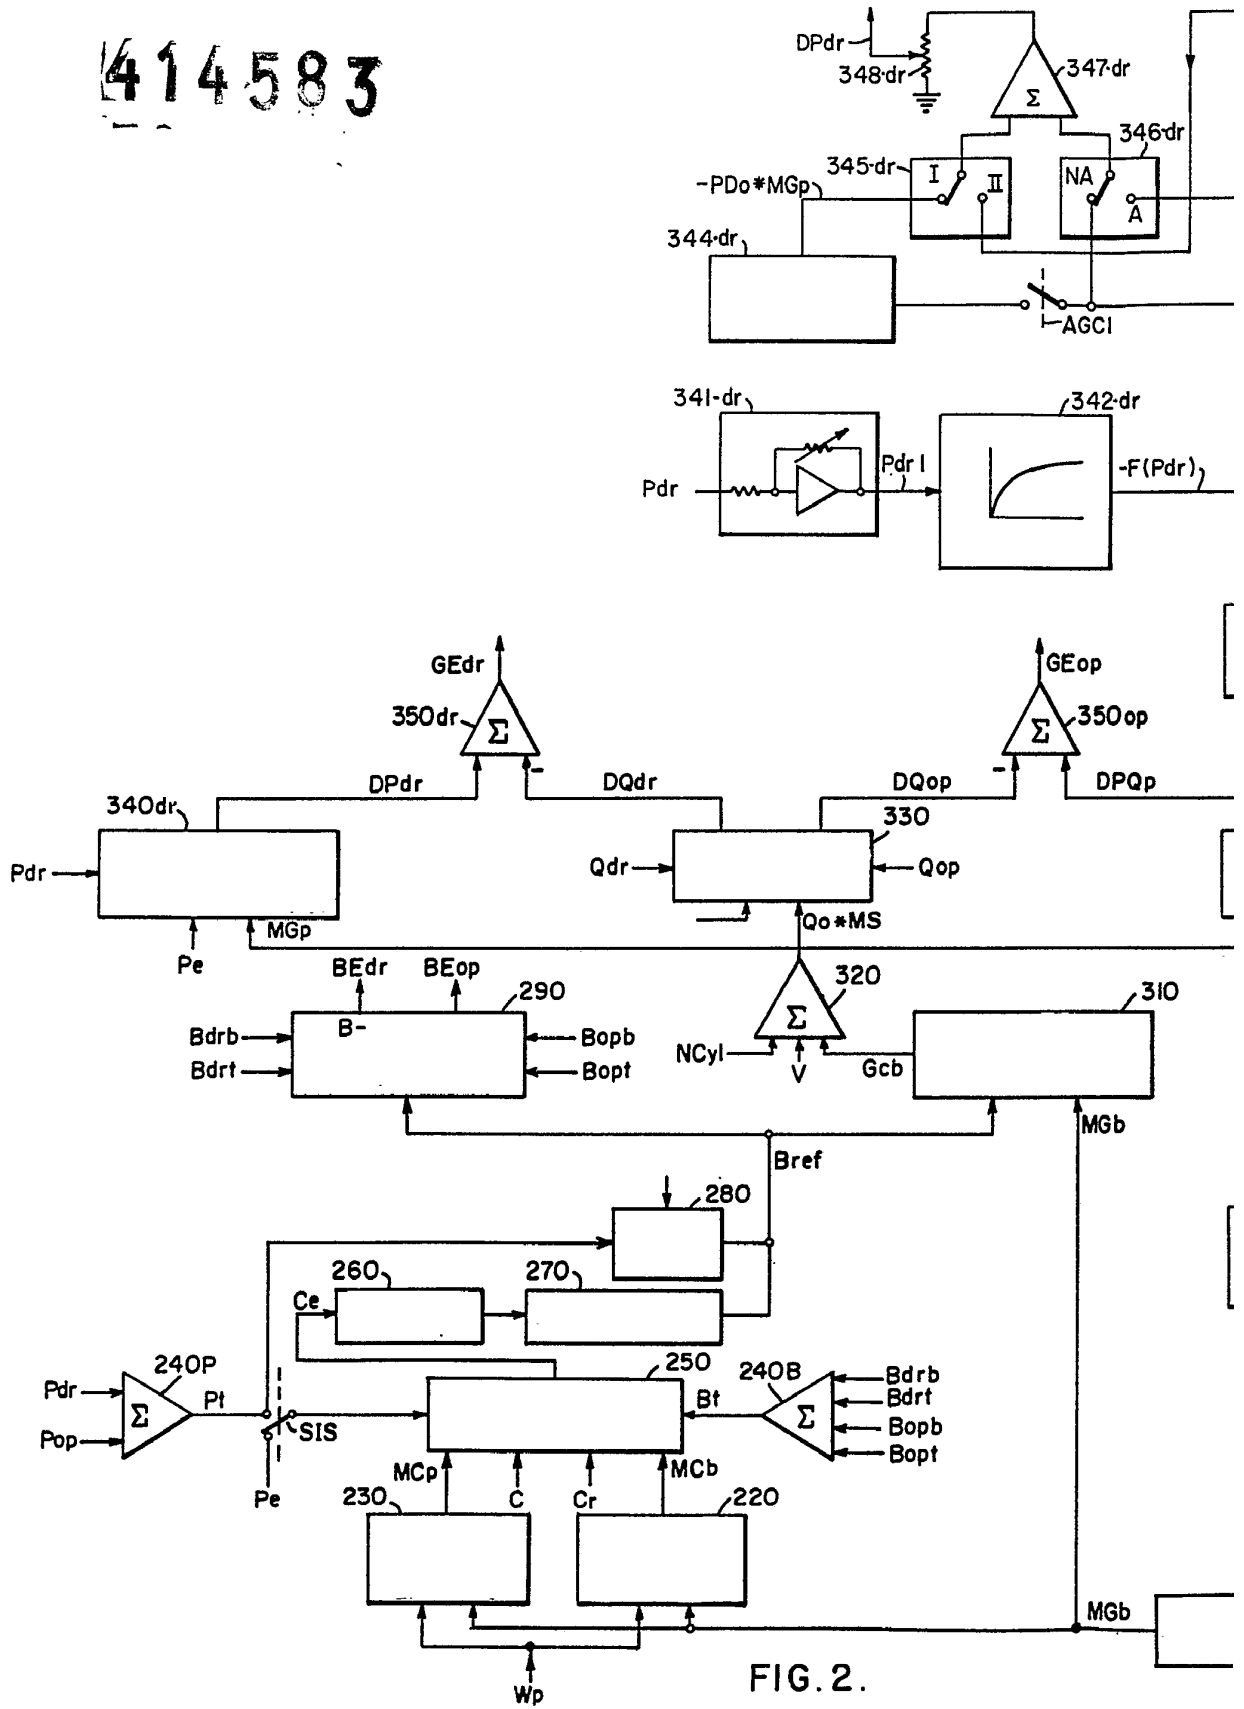 414583
DPdr
348-dr
347-dr
Σ
346-dr
345-dr
I
II
NA
A
-PDo*MGp
344-dr
AGC1
341-dr
342-dr
Pdr
Pdr1
-F(Pdr)
GEdr
GEop
350dr
Σ
Σ
350op
-
-
DPdr
DQdr
DQop
DPQp
340dr
330
Pdr
Qdr
Qop
MGp
Qo*MS
Pe
BEdr
BEop
290
320
310
B-
Bdrb
Bopb
Σ
NCyl
V
Gcb
Bdrt
Bopt
MGb
Bref
280
260
270
Ce
240P
250
240B
Pdr
Σ
Pt
SIS
Bt
Σ
Bdrb
Bdrt
Bopb
Bopt
Pop
MCp
MCb
Pe
230
C
Cr
220
MGb
Wp
FIG. 2.